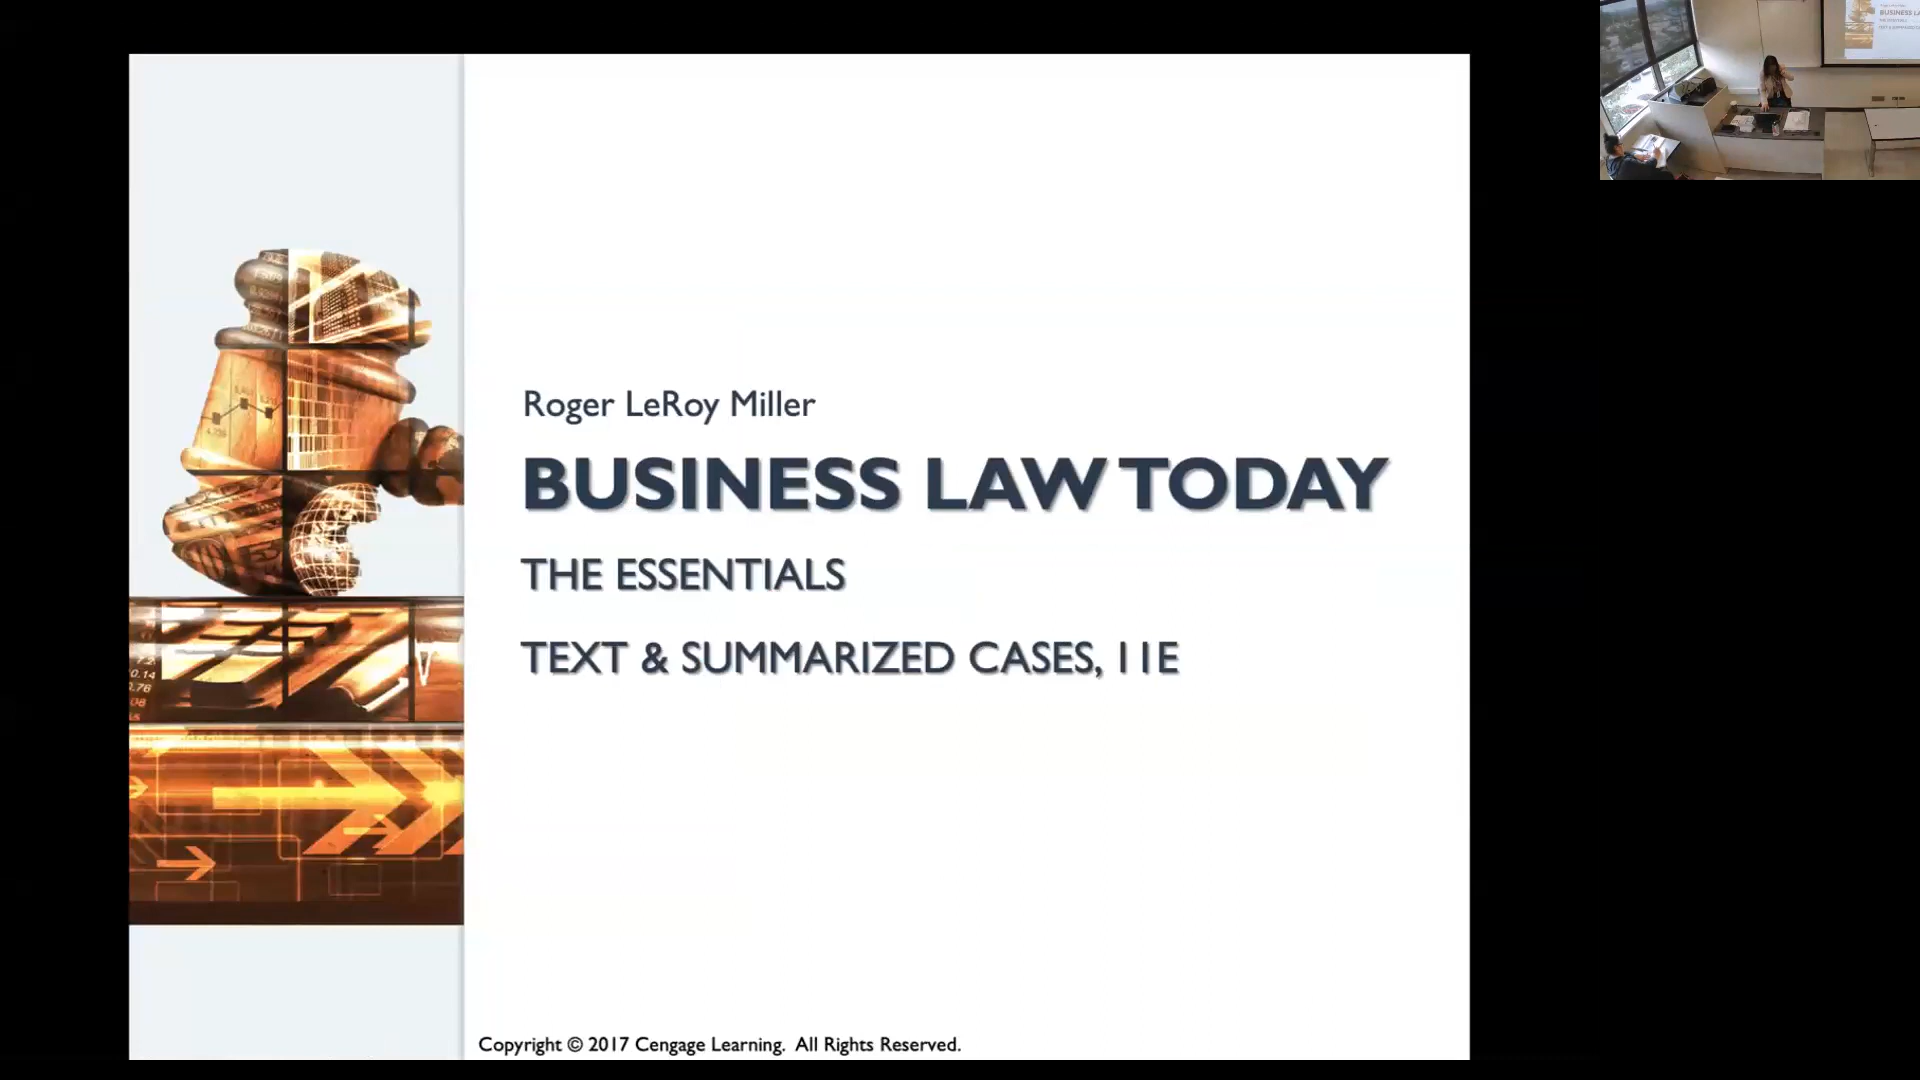 Roger LeRoy Miller
BUSINESS LAW TODAY
THE ESSENTIALS
TEXT & SUMMARIZED CASES, 11E
Copyright © 2017 Cengage Learning. All Rights Reserved.